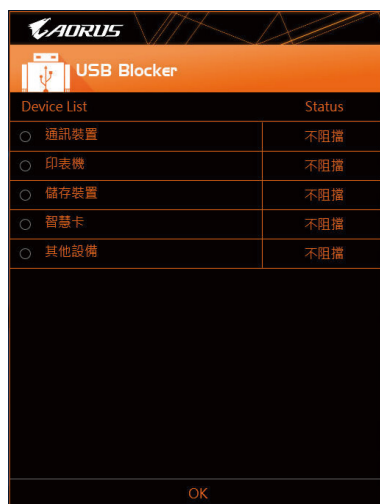 AORUS
USB Blocker
Device List Status
通訊裝置 不阻擋
印表機 不阻擋
儲存裝置 不阻擋
智慧卡 不阻擋
其他設備 不阻擋
OK